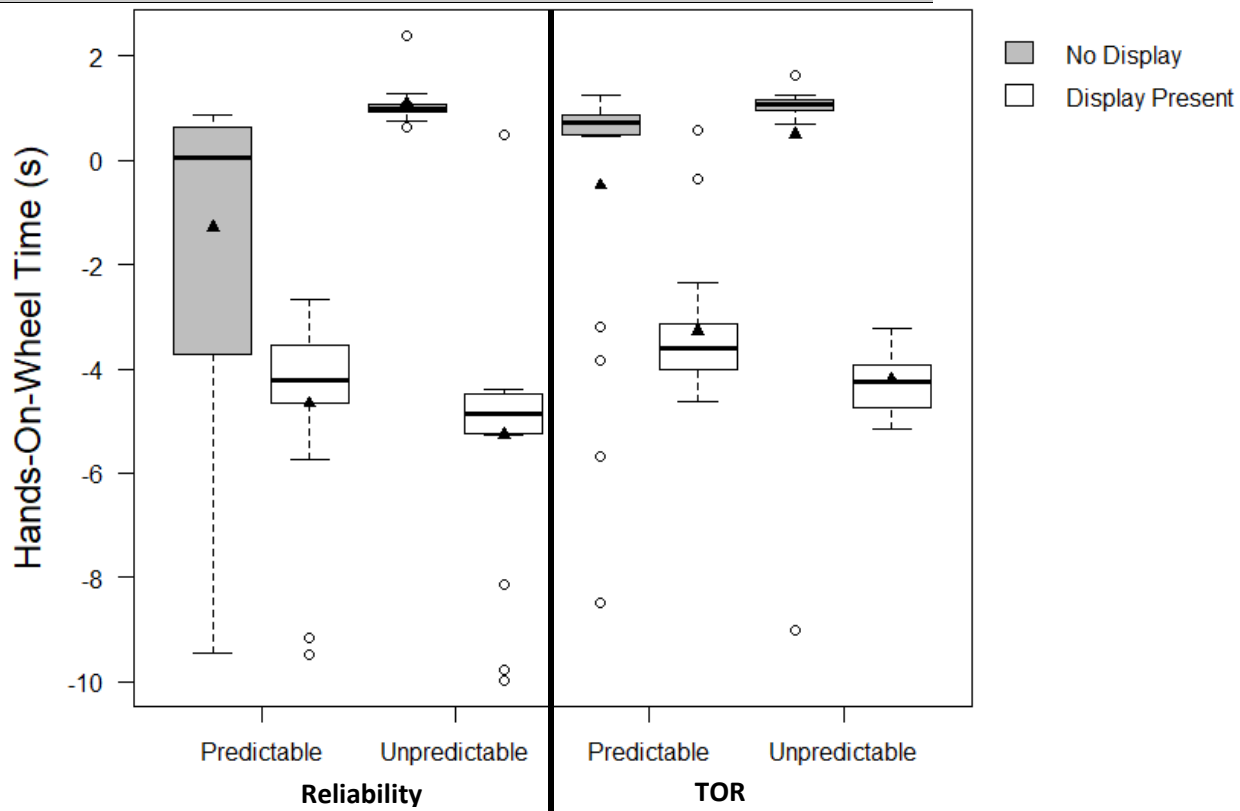 No Display
Display Present
Hands-On-Wheel Time (s)
2
0
-2
-4
-6
-8
-10
Predictable Unpredictable Predictable Unpredictable
Reliability TOR